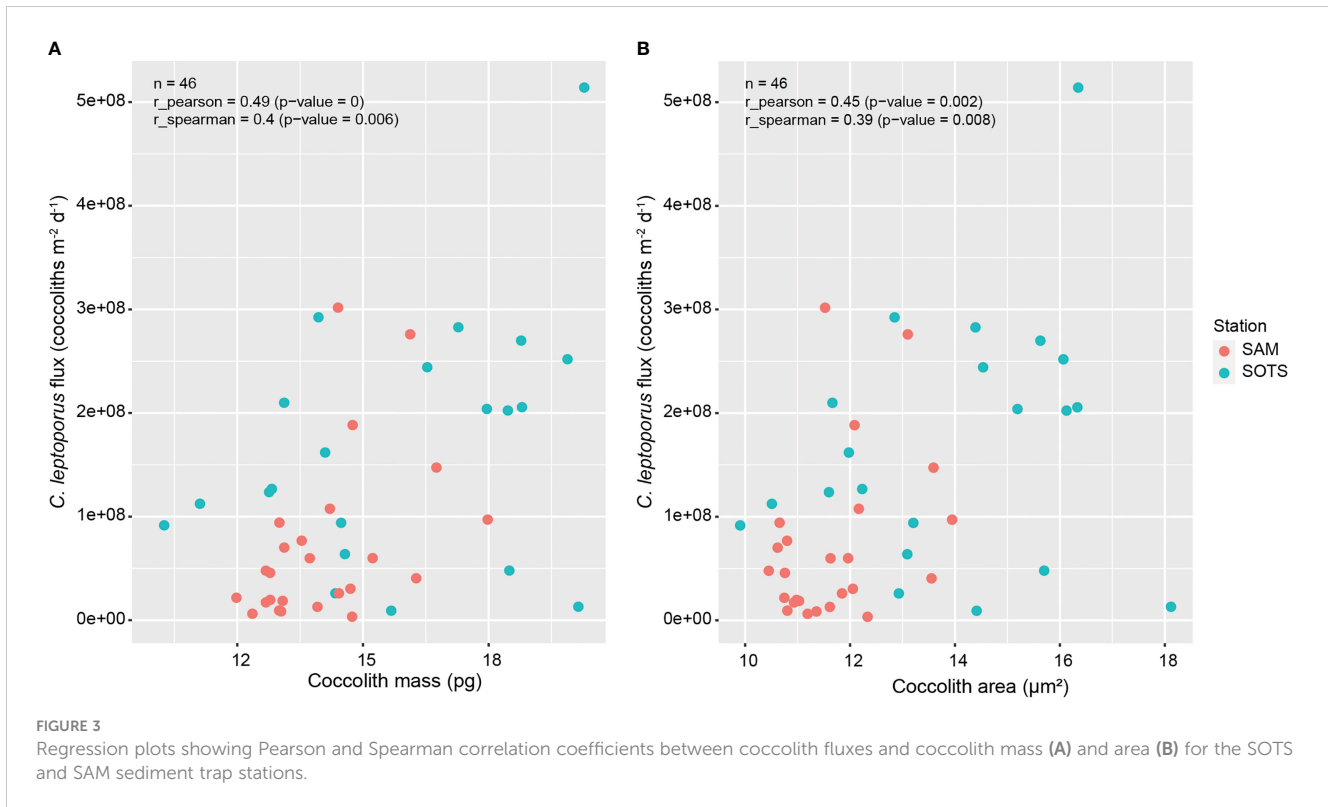 A
n = 46
r_pearson = 0.49 (p−value = 0)
r_spearman = 0.4 (p−value = 0.006)
5e+08
4e+08
3e+08
2e+08
1e+08
0e+00
C. leptoporus flux (coccoliths m⁻² d⁻¹)
12 15 18
Coccolith mass (pg)
B
n = 46
r_pearson = 0.45 (p−value = 0.002)
r_spearman = 0.39 (p−value = 0.008)
5e+08
4e+08
3e+08
2e+08
1e+08
0e+00
C. leptoporus flux (coccoliths m⁻² d⁻¹)
10 12 14 16 18
Coccolith area (µm²)
Station
SAM
SOTS
FIGURE 3
Regression plots showing Pearson and Spearman correlation coefficients between coccolith fluxes and coccolith mass (A) and area (B) for the SOTS
and SAM sediment trap stations.